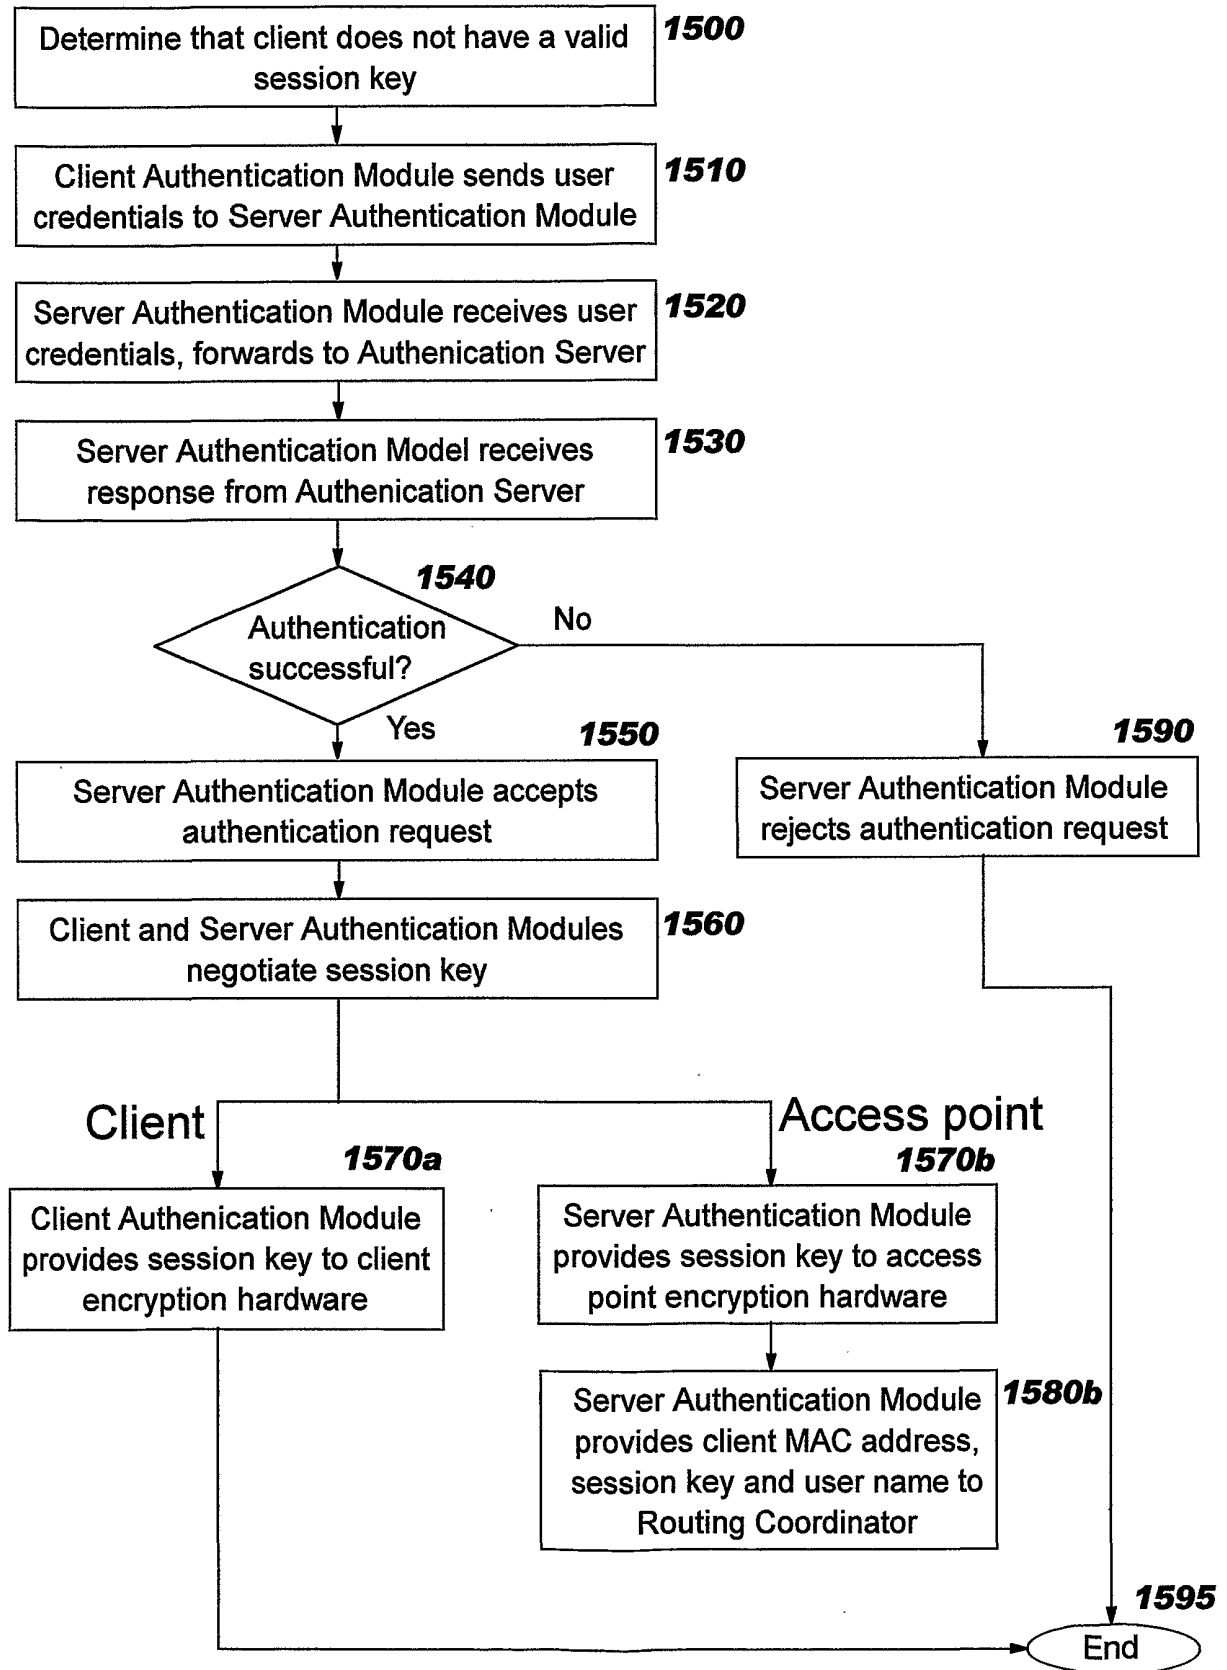 Determine that client does not have a valid
session key
1500
Client Authentication Module sends user
credentials to Server Authentication Module
1510
Server Authentication Module receives user
credentials, forwards to Authenication Server
1520
Server Authentication Model receives
response from Authenication Server
1530
1540
Authentication
successful?
No
Yes
1550
Server Authentication Module accepts
authentication request
1590
Server Authentication Module
rejects authentication request
Client and Server Authentication Modules
negotiate session key
1560
Client
Access point
1570a
Client Authenication Module
provides session key to client
encryption hardware
1570b
Server Authentication Module
provides session key to access
point encryption hardware
Server Authentication Module
provides client MAC address,
session key and user name to
Routing Coordinator
1580b
1595
End